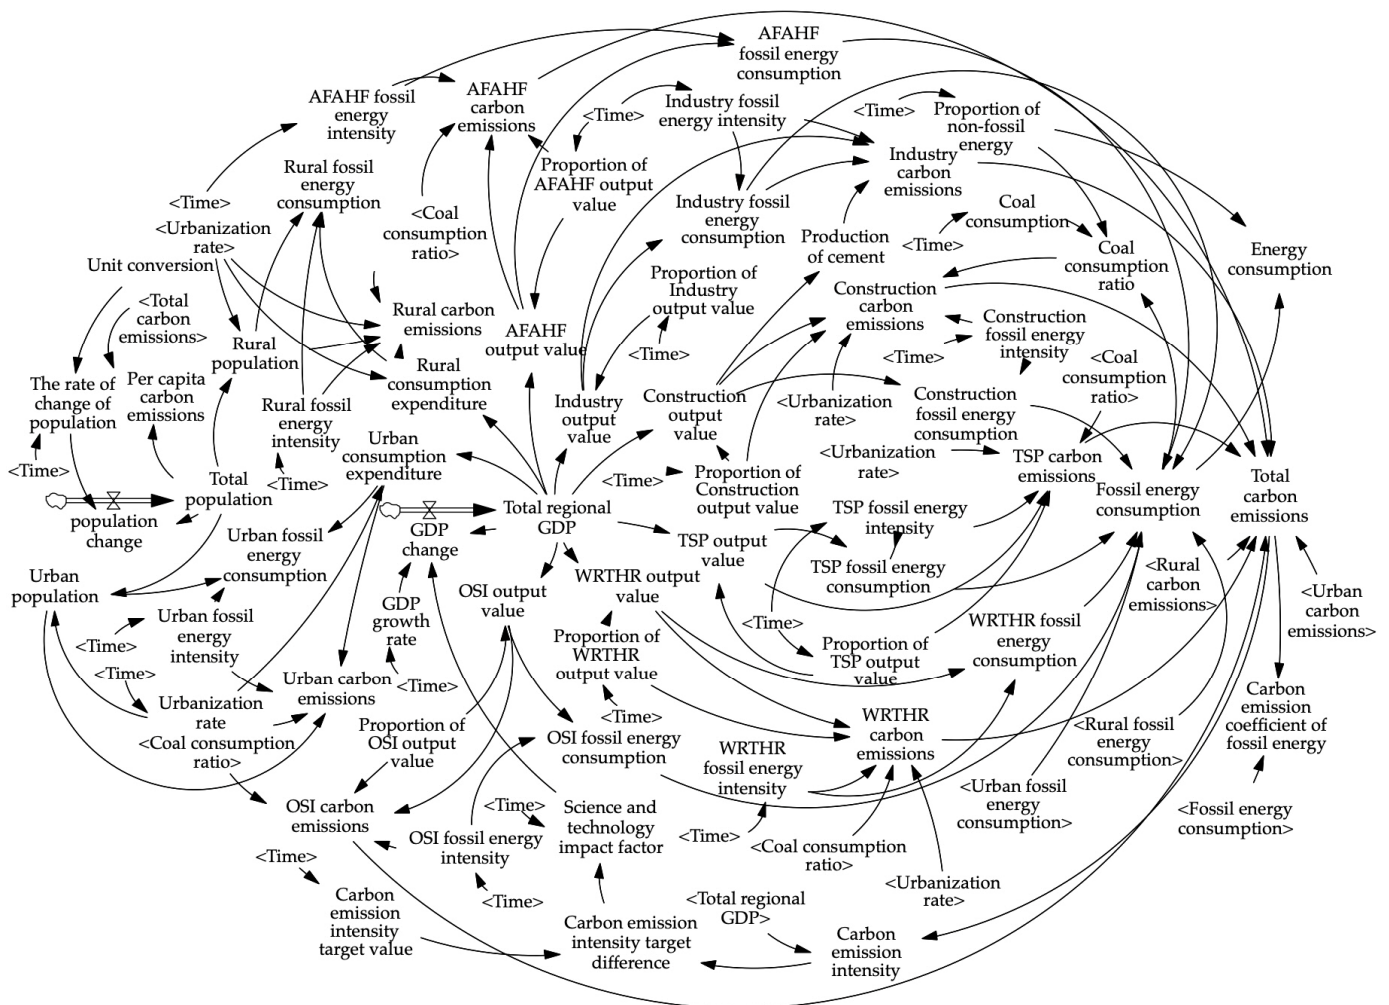 AFAHF
fossil energy
consumption
AFAHF fossil
energy
intensity
AFAHF
carbon
emissions
<Time>
Industry fossil
energy intensity
<Time>
Proportion of
non-fossil
energy
Rural fossil
energy
consumption
Proportion of
AFAHF output
value
Industry
carbon
emissions
<Time>
<Urbanization
rate>
<Coal
consumption
ratio>
Industry fossil
energy
consumption
Production
of cement
Coal
consumption
<Time>
Coal
consumption
ratio
Energy
consumption
Unit conversion
<Total
carbon
emissions>
Rural carbon
emissions
Proportion of
Industry
output value
Construction
carbon
emissions
Construction
fossil energy
intensity
Rural
population
AFAHF
output value
<Time>
<Time>
<Coal
consumption
ratio>
The rate of
change of
population
Per capita
carbon
emissions
Rural
consumption
expenditure
Rural fossil
energy
intensity
Industry
output
value
Construction
output
value
<Urbanization
rate>
Construction
fossil energy
consumption
<Time>
Urban
consumption
expenditure
<Urbanization
rate>
TSP carbon
emissions
Total
population
<Time>
<Time>
Proportion of
Construction
output value
Fossil energy
consumption
Total
carbon
emissions
population
change
Total regional
GDP
GDP
change
TSP fossil energy
intensity
Urban fossil
energy
consumption
TSP output
value
TSP fossil energy
consumption
<Rural
carbon
emissions>
<Urban
carbon
emissions>
Urban
population
OSI output
value
WRTHR output
value
GDP
growth
rate
<Time>
Urban fossil
energy
intensity
<Time>
WRTHR fossil
energy
consumption
Proportion of
WRTHR
output value
Proportion of
TSP output
value
<Time>
Urban carbon
emissions
<Time>
Urbanization
rate
<Time>
Carbon
emission
coefficient of
fossil energy
Proportion of
OSI output
value
<Coal consumption
ratio>
OSI fossil energy
consumption
WRTHR
carbon
emissions
<Rural fossil
energy
consumption>
WRTHR
fossil energy
intensity
<Urban fossil
energy
consumption>
<Fossil energy
consumption>
OSI carbon
emissions
<Time>
Science and
technology
impact factor
<Time>
OSI fossil energy
intensity
<Coal consumption
ratio>
<Time>
<Time>
<Urbanization
rate>
Carbon
emission
intensity
target value
<Total regional
GDP>
Carbon emission
intensity target
difference
Carbon
emission
intensity